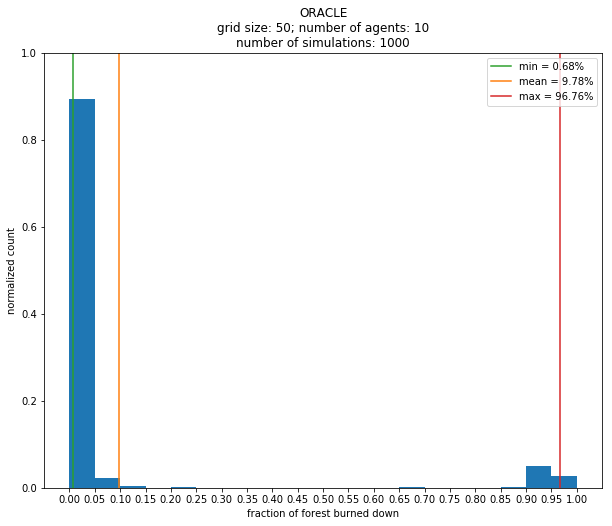 ORACLE
grid size: 50; number of agents: 10
number of simulations: 1000
min = 0.68%
mean = 9.78%
max = 96.76%
normalized count
1.0
0.8
0.6
0.4
0.2
0.0
0.00 0.05 0.10 0.15 0.20 0.25 0.30 0.35 0.40 0.45 0.50 0.55 0.60 0.65 0.70 0.75 0.80 0.85 0.90 0.95 1.00
fraction of forest burned down